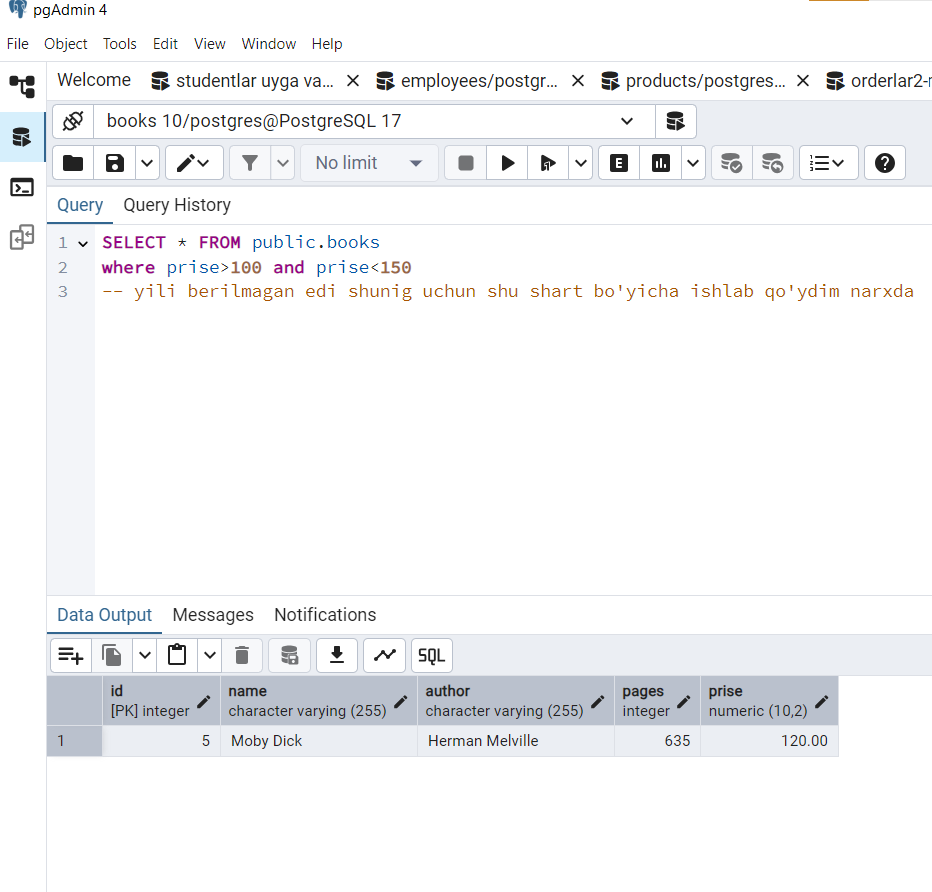 pgAdmin 4
File Object Tools Edit View Window Help
Welcome studentlar uyga va... employees/postgr... products/postgres... orderlar2-
books 10/postgres@PostgreSQL 17
No limit
E
Query Query History
1 SELECT * FROM public.books
2 where prise>100 and prise<150
3 -- yili berilmagan edi shunig uchun shu shart bo'yicha ishlab qo'ydim narxda
Data Output Messages Notifications
SQL
id name author pages prise
[PK] integer character varying (255) character varying (255) integer numeric (10,2)
1 5 Moby Dick Herman Melville 635 120.00